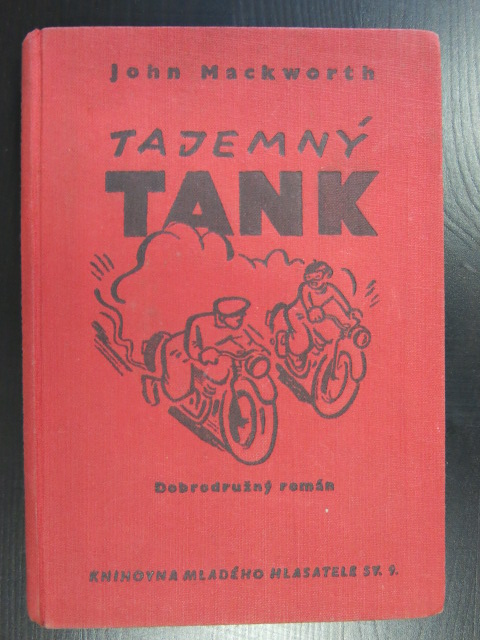 John Mackworth
TAJEMNÝ
TANK
Dobrodružný román
KNIHOVNA MLADÉHO HLASATELE SV. 9.